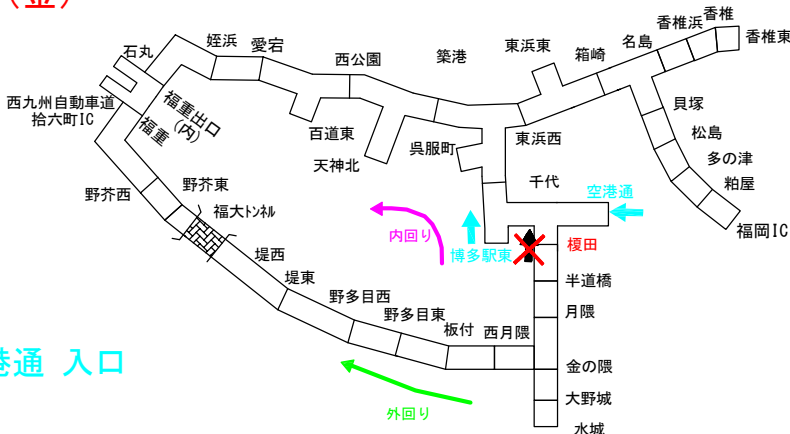 (金)
香椎浜
香椎
香椎東
名島
箱崎
東浜東
築港
西公園
愛宕
姪浜
石丸
西九州自動車道
拾六町IC
福重出口
(内)
福重
百道東
天神北
呉服町
東浜西
貝塚
松島
多の津
粕屋
福岡IC
千代
空港通
野芥西
野芥東
福大トンネル
内回り
博多駅東
榎田
堤西
堤東
半道橋
野多目西
野多目東
月隈
板付
西月隈
港通 入口
金の隈
外回り
大野城
水城